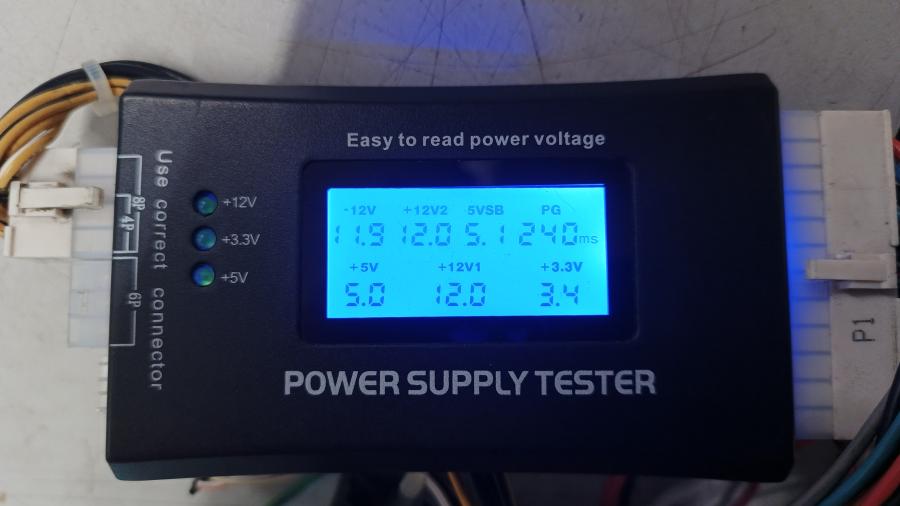 Easy to read power voltage
Use correct connector
8P
4P
6P
+12V
+3.3V
+5V
-12V +12V2 5VSB PG
11.9 12.0 5.1 240ms
+5V +12V1 +3.3V
5.0 12.0 3.4
POWER SUPPLY TESTER
P1